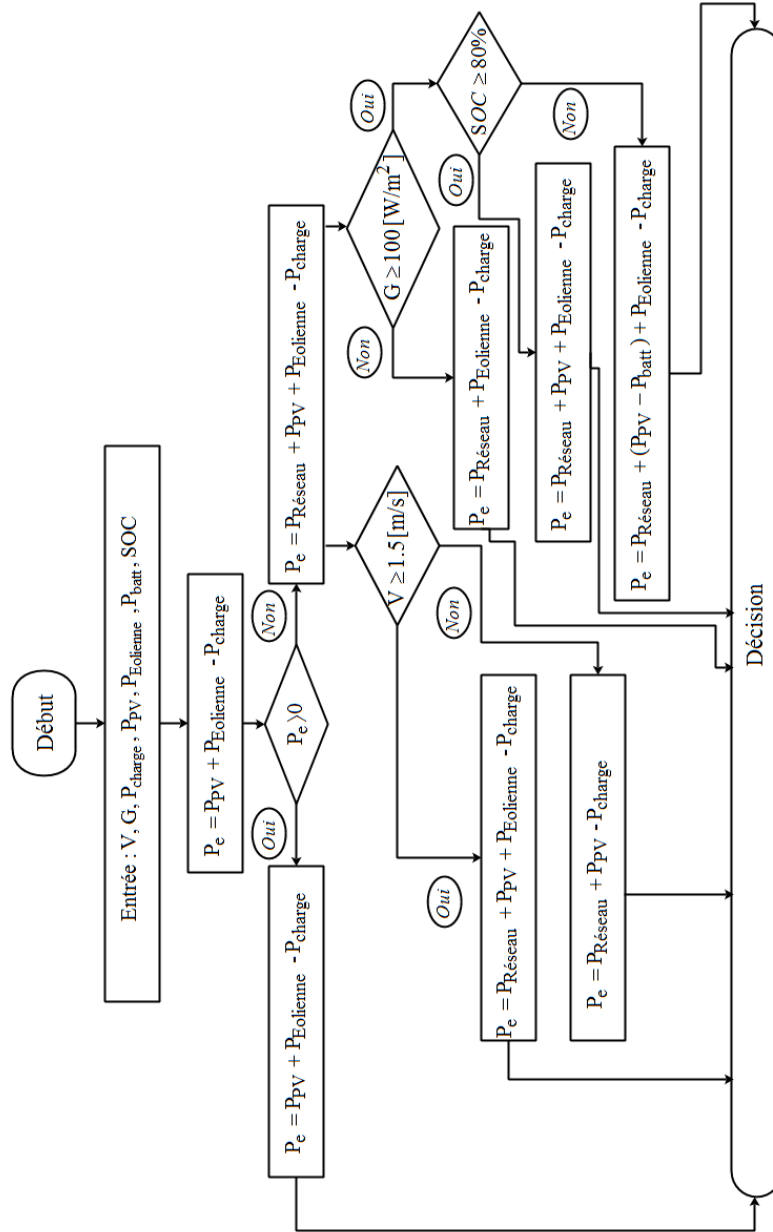 Début
Entrée : V, G, P_charge , P_PV , P_Eolienne , P_batt , SOC
P_e = P_PV + P_Eolienne - P_charge
P_e ⟩0
Oui
Non
P_e = P_PV + P_Eolienne - P_charge
P_e = P_Réseau + P_PV + P_Eolienne - P_charge
V ≥ 1.5 [m/s]
G ≥ 100 [W/m²]
Oui
Non
Non
Oui
SOC ≥ 80%
Oui
Non
P_e = P_Réseau + P_PV + P_Eolienne - P_charge
P_e = P_Réseau + P_PV - P_charge
P_e = P_Réseau + P_Eolienne - P_charge
P_e = P_Réseau + P_PV + P_Eolienne - P_charge
P_e = P_Réseau + (P_PV − P_batt ) + P_Eolienne - P_charge
Décision